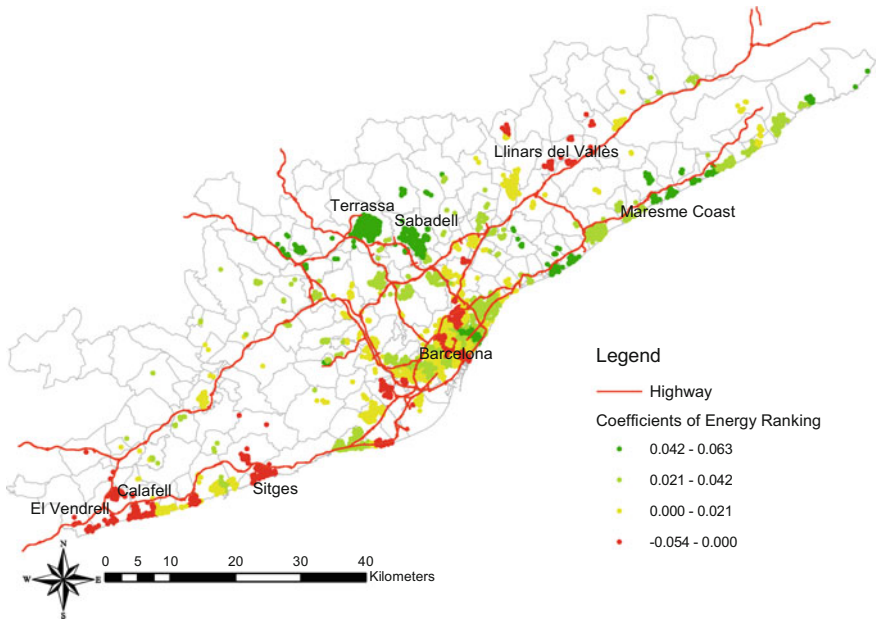 Llinars del Vallès
Terrassa
Sabadell
Maresme Coast
Barcelona
Calafell
El Vendrell
Sitges
Legend
Highway
Coefficients of Energy Ranking
0.042 - 0.063
0.021 - 0.042
0.000 - 0.021
-0.054 - 0.000
N
W
E
S
0 5 10 20 30 40
Kilometers